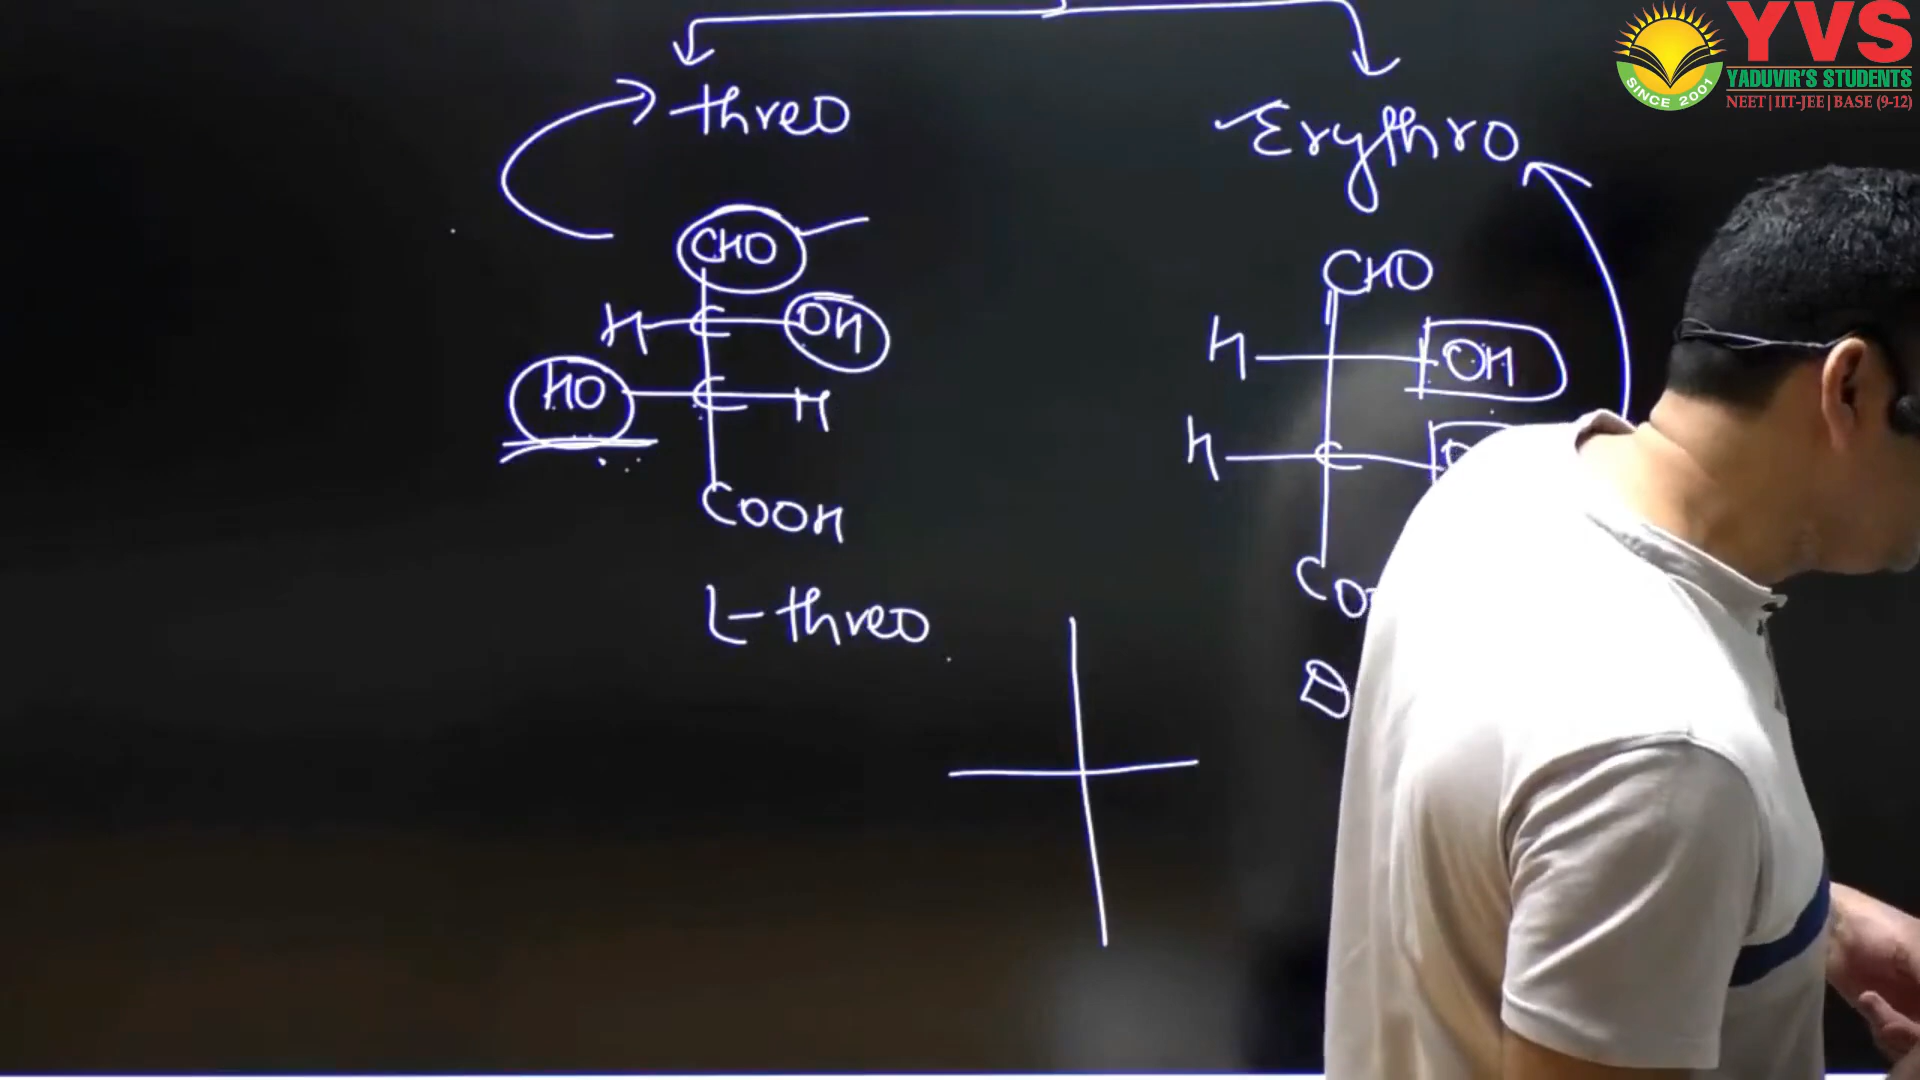 YVS
YADUVIR'S STUDENTS
NEET | IIT-JEE | BASE (9-12)
SINCE 2001
threo
CHO
H C OH
HO C H
COOH
L-threo
Erythro
CHO
H OH
H C
D